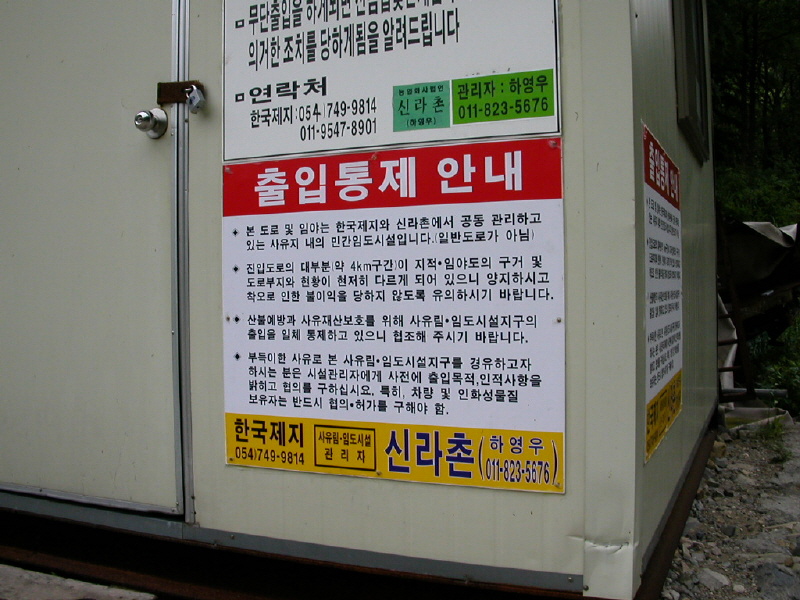 무단출입을 하게되면
의거한 조치를 당하게됨을 알려드립니다
연락처
한국제지:054)749-9814
011-9547-8901
농업회사법인
신라촌
(하영우)
관리자 : 하영우
011-823-5676
출입통제 안내
본 도로 및 임야는 한국제지와 신라촌에서 공동 관리하고
있는 사유지 내의 민간임도시설입니다.(일반도로가 아님)
진입도로의 대부분(약 4km구간)이 지적•임야도의 구거 및
도로부지와 현황이 현저히 다르게 되어 있으니 양지하시고
착오로 인한 불이익을 당하지 않도록 유의하시기 바랍니다.
산불예방과 사유재산보호를 위해 사유림•임도시설지구의
출입을 일체 통제하고 있으니 협조해 주시기 바랍니다.
부득이한 사유로 본 사유림•임도시설지구를 경유하고자
하시는 분은 시설관리자에게 사전에 출입목적,인적사항을
밝히고 협의를 구하십시요. 특히, 차량 및 인화성물질
보유자는 반드시 협의•허가를 구해야 함.
한국제지
054)749-9814
사유림•임도시설
관리자
신라촌
(하영우
011-823-5676)
출입통제 안내